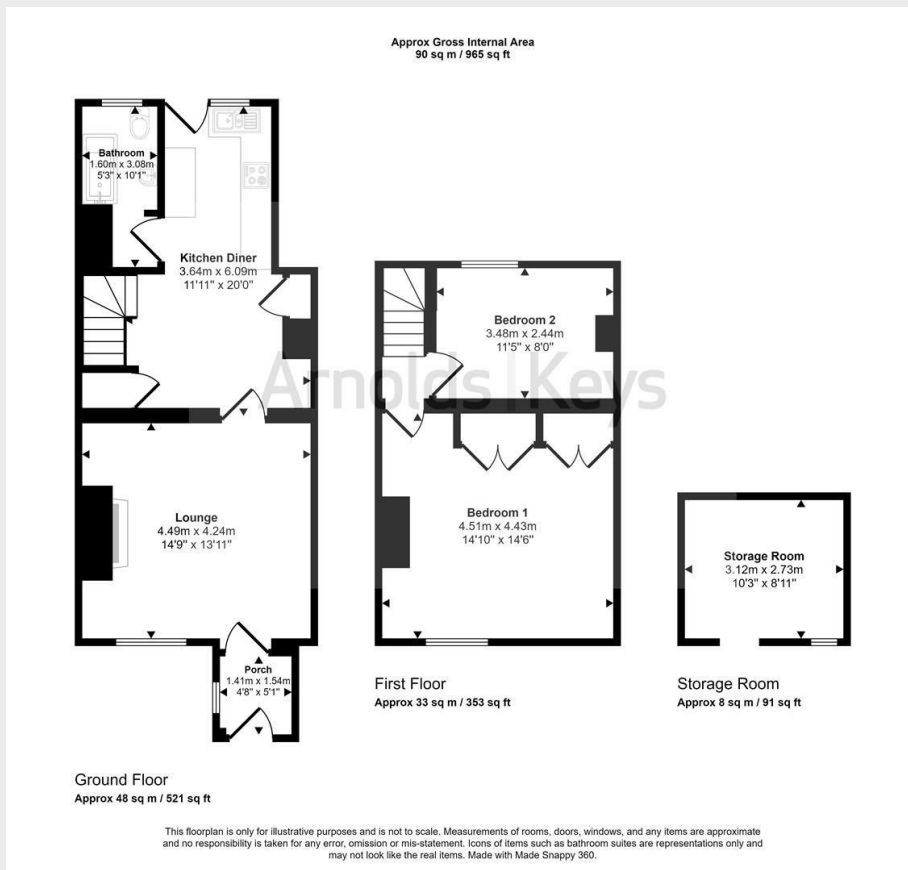 Approx Gross Internal Area
90 sq m / 965 sq ft
Bathroom
1.60m x 3.08m
5'3" x 10'1"
Kitchen Diner
3.64m x 6.09m
11'11" x 20'0"
Bedroom 2
3.48m x 2.44m
11'5" x 8'0"
Arnolds | Keys
Lounge
4.49m x 4.24m
14'9" x 13'11"
Bedroom 1
4.51m x 4.43m
14'10" x 14'6"
Storage Room
3.12m x 2.73m
10'3" x 8'11"
Porch
1.41m x 1.54m
4'8" x 5'1"
First Floor
Approx 33 sq m / 353 sq ft
Storage Room
Approx 8 sq m / 91 sq ft
Ground Floor
Approx 48 sq m / 521 sq ft
This floorplan is only for illustrative purposes and is not to scale. Measurements of rooms, doors, windows, and any items are approximate
and no responsibility is taken for any error, omission or mis-statement. Icons of items such as bathroom suites are representations only and
may not look like the real items. Made with Made Snappy 360.